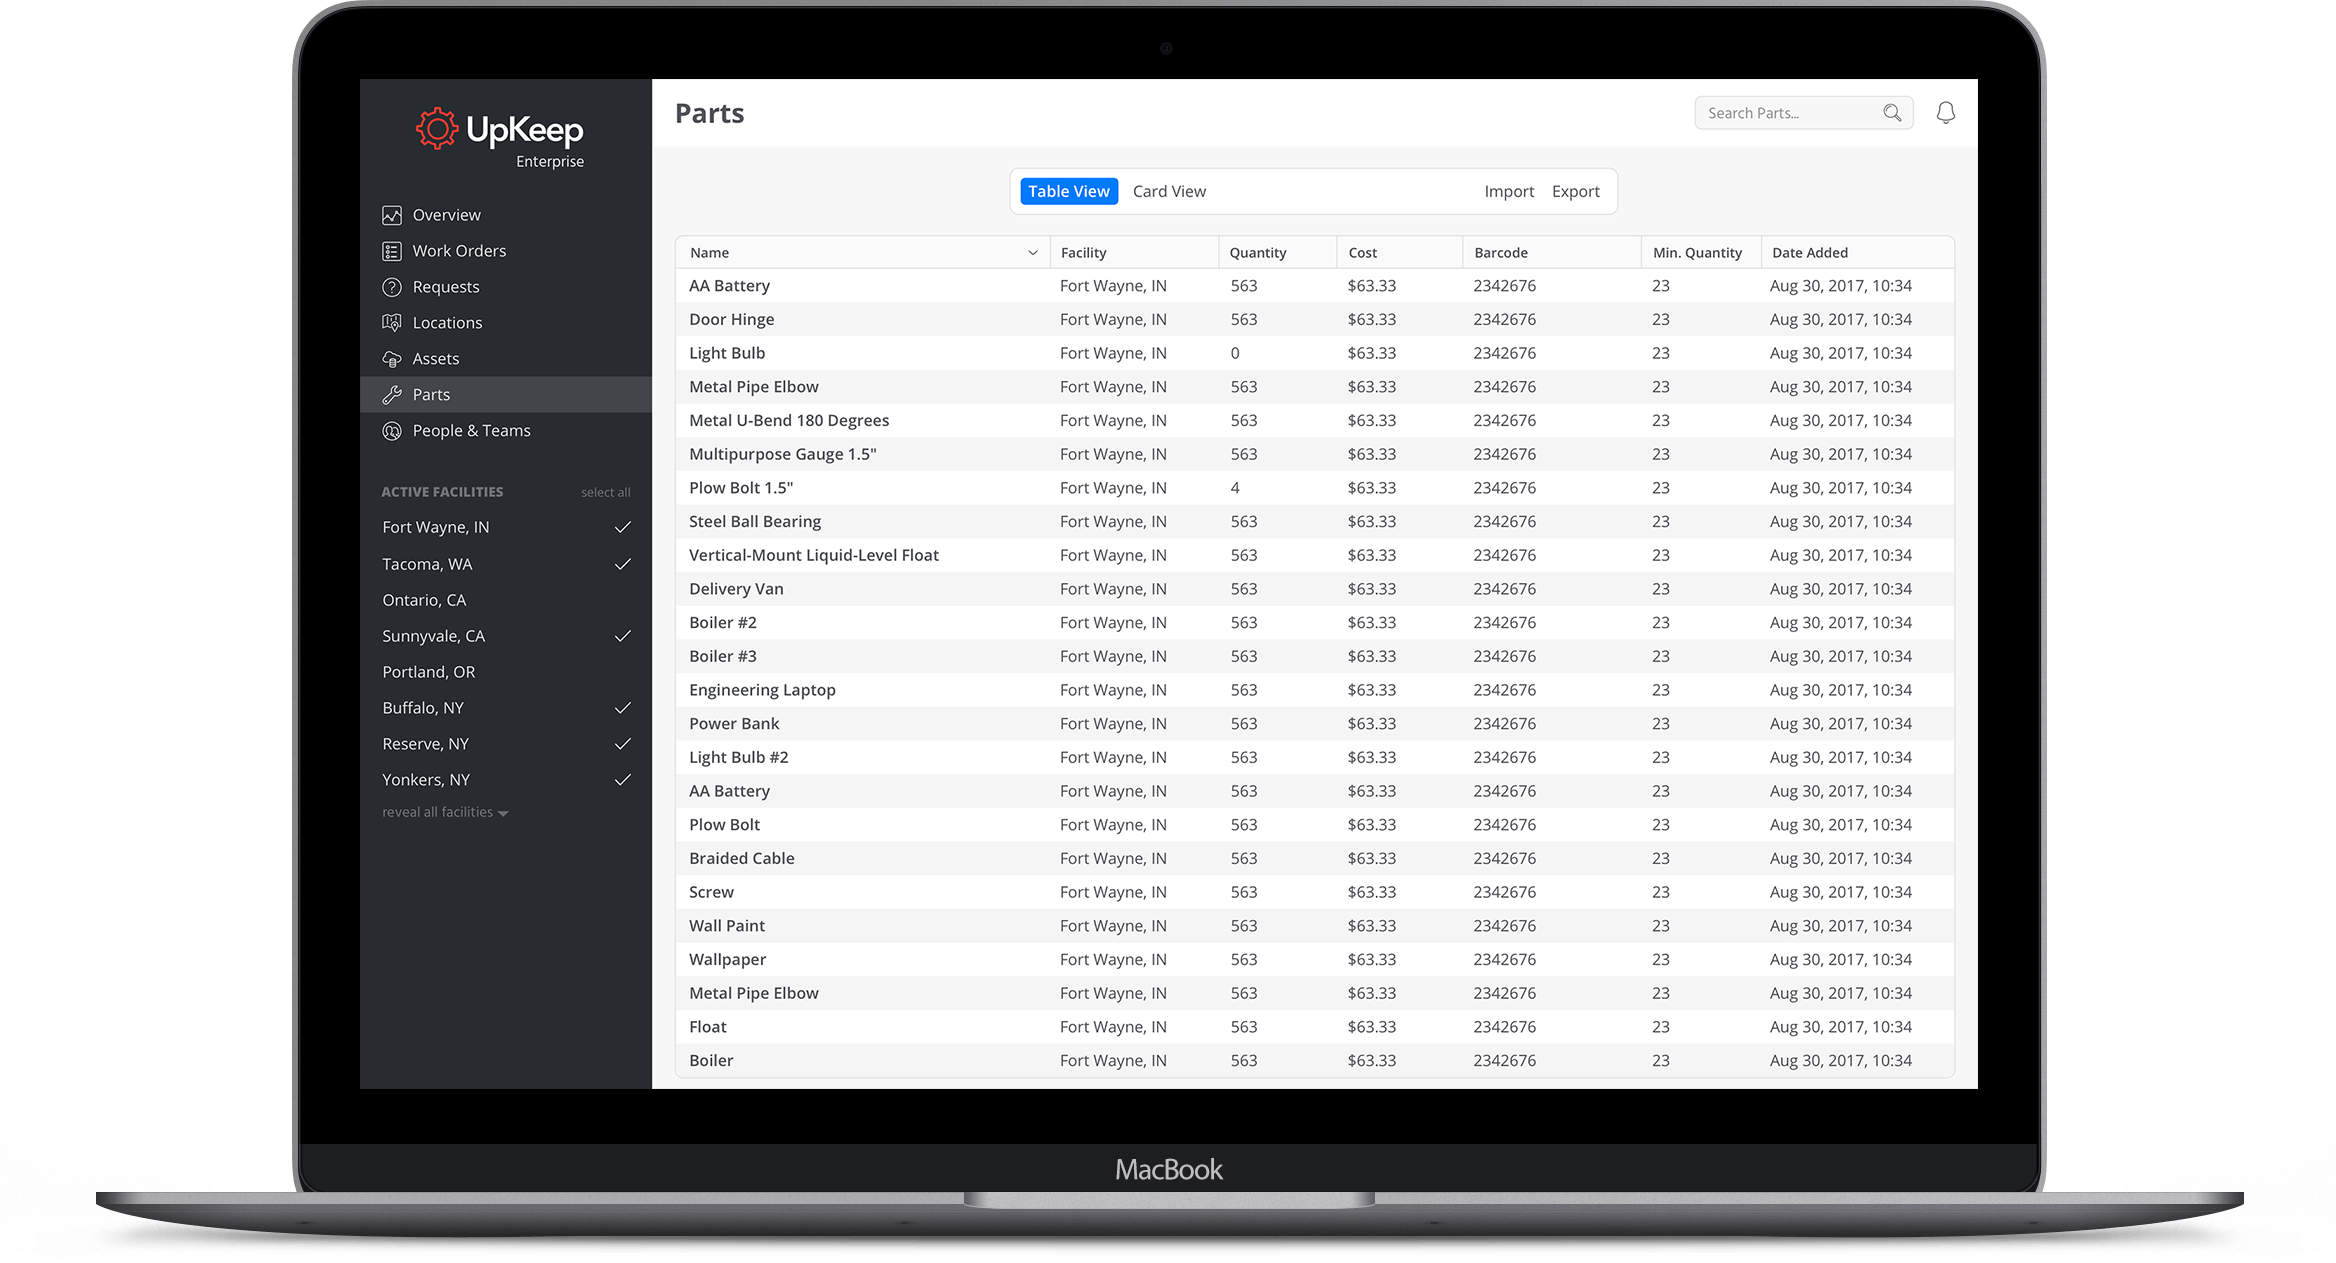 UpKeep
Enterprise
Overview
Work Orders
Requests
Locations
Assets
Parts
People & Teams
ACTIVE FACILITIES select all
Fort Wayne, IN
Tacoma, WA
Ontario, CA
Sunnyvale, CA
Portland, OR
Buffalo, NY
Reserve, NY
Yonkers, NY
reveal all facilities
Parts Search Parts...
Table View Card View Import Export
Name Facility Quantity Cost Barcode Min. Quantity Date Added
AA Battery Fort Wayne, IN 563 $63.33 2342676 23 Aug 30, 2017, 10:34
Door Hinge Fort Wayne, IN 563 $63.33 2342676 23 Aug 30, 2017, 10:34
Light Bulb Fort Wayne, IN 0 $63.33 2342676 23 Aug 30, 2017, 10:34
Metal Pipe Elbow Fort Wayne, IN 563 $63.33 2342676 23 Aug 30, 2017, 10:34
Metal U-Bend 180 Degrees Fort Wayne, IN 563 $63.33 2342676 23 Aug 30, 2017, 10:34
Multipurpose Gauge 1.5" Fort Wayne, IN 563 $63.33 2342676 23 Aug 30, 2017, 10:34
Plow Bolt 1.5" Fort Wayne, IN 4 $63.33 2342676 23 Aug 30, 2017, 10:34
Steel Ball Bearing Fort Wayne, IN 563 $63.33 2342676 23 Aug 30, 2017, 10:34
Vertical-Mount Liquid-Level Float Fort Wayne, IN 563 $63.33 2342676 23 Aug 30, 2017, 10:34
Delivery Van Fort Wayne, IN 563 $63.33 2342676 23 Aug 30, 2017, 10:34
Boiler #2 Fort Wayne, IN 563 $63.33 2342676 23 Aug 30, 2017, 10:34
Boiler #3 Fort Wayne, IN 563 $63.33 2342676 23 Aug 30, 2017, 10:34
Engineering Laptop Fort Wayne, IN 563 $63.33 2342676 23 Aug 30, 2017, 10:34
Power Bank Fort Wayne, IN 563 $63.33 2342676 23 Aug 30, 2017, 10:34
Light Bulb #2 Fort Wayne, IN 563 $63.33 2342676 23 Aug 30, 2017, 10:34
AA Battery Fort Wayne, IN 563 $63.33 2342676 23 Aug 30, 2017, 10:34
Plow Bolt Fort Wayne, IN 563 $63.33 2342676 23 Aug 30, 2017, 10:34
Braided Cable Fort Wayne, IN 563 $63.33 2342676 23 Aug 30, 2017, 10:34
Screw Fort Wayne, IN 563 $63.33 2342676 23 Aug 30, 2017, 10:34
Wall Paint Fort Wayne, IN 563 $63.33 2342676 23 Aug 30, 2017, 10:34
Wallpaper Fort Wayne, IN 563 $63.33 2342676 23 Aug 30, 2017, 10:34
Metal Pipe Elbow Fort Wayne, IN 563 $63.33 2342676 23 Aug 30, 2017, 10:34
Float Fort Wayne, IN 563 $63.33 2342676 23 Aug 30, 2017, 10:34
Boiler Fort Wayne, IN 563 $63.33 2342676 23 Aug 30, 2017, 10:34
MacBook